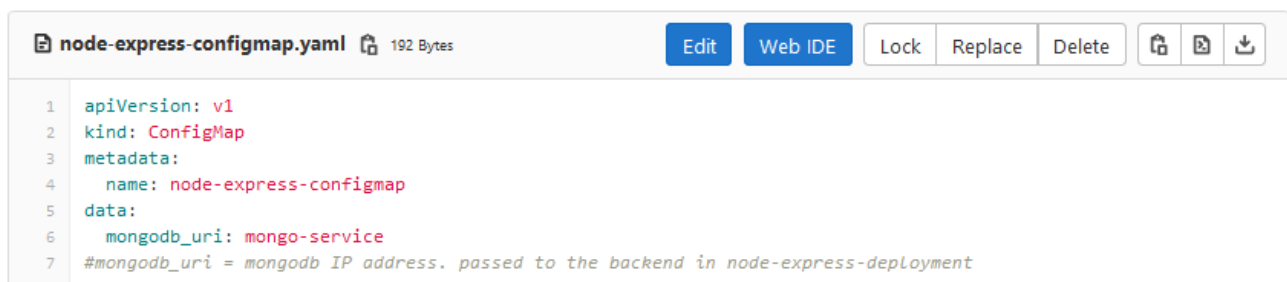 node-express-configmap.yaml 192 Bytes Edit Web IDE Lock Replace Delete
1 apiVersion: v1
2 kind: ConfigMap
3 metadata:
4   name: node-express-configmap
5 data:
6   mongodb_uri: mongo-service
7 #mongodb_uri = mongodb IP address. passed to the backend in node-express-deployment